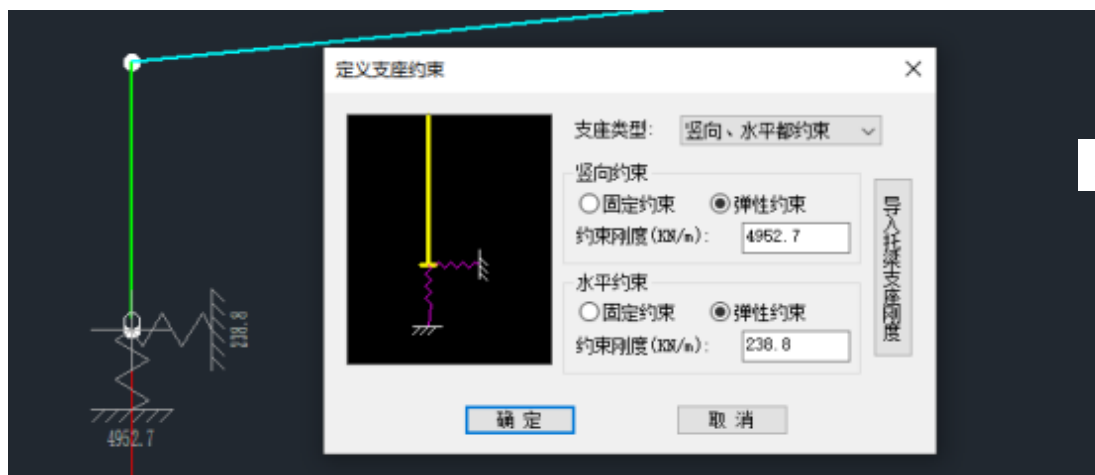 定义支座约束
支座类型: 竖向、水平都约束
竖向约束
固定约束 弹性约束
约束刚度(KN/m): 4952.7
水平约束
固定约束 弹性约束
约束刚度(KN/m): 238.8
导入托梁支座刚度
确定 取消
238.8
4952.7